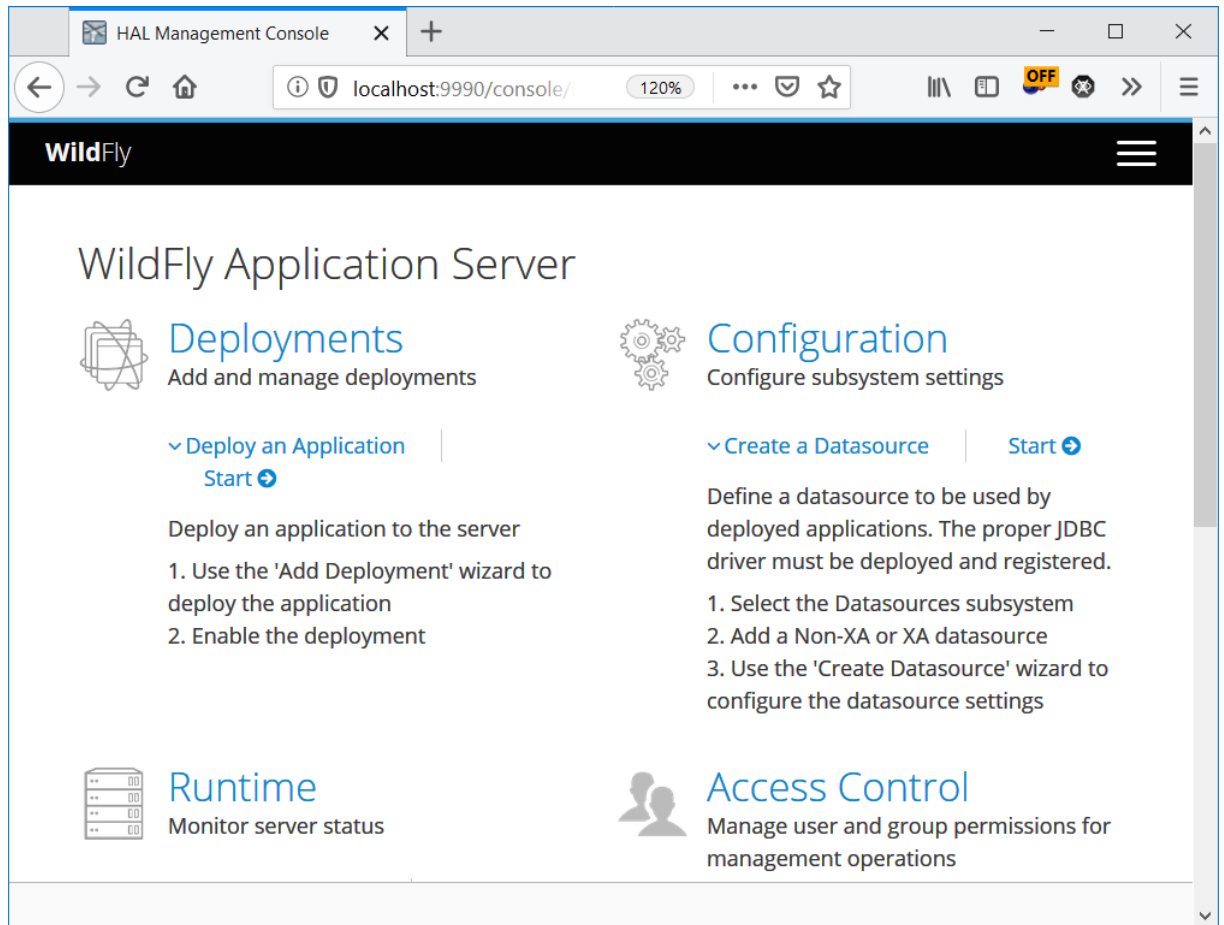 HAL Management Console
localhost:9990/console/
120%
OFF
WildFly
WildFly Application Server
Deployments
Add and manage deployments
Deploy an Application
Start
Deploy an application to the server
1. Use the 'Add Deployment' wizard to
deploy the application
2. Enable the deployment
Configuration
Configure subsystem settings
Create a Datasource
Start
Define a datasource to be used by
deployed applications. The proper JDBC
driver must be deployed and registered.
1. Select the Datasources subsystem
2. Add a Non-XA or XA datasource
3. Use the 'Create Datasource' wizard to
configure the datasource settings
Runtime
Monitor server status
Access Control
Manage user and group permissions for
management operations